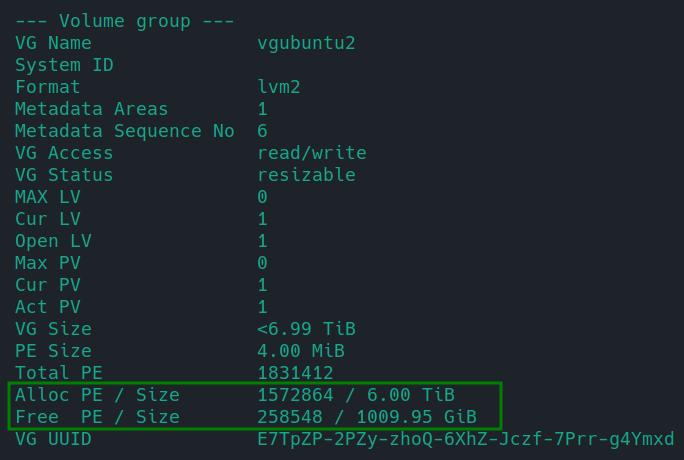 --- Volume group ---
VG Name               vgubuntu2
System ID
Format                lvm2
Metadata Areas        1
Metadata Sequence No  6
VG Access             read/write
VG Status             resizable
MAX LV                0
Cur LV                1
Open LV               1
Max PV                0
Cur PV                1
Act PV                1
VG Size               <6.99 TiB
PE Size               4.00 MiB
Total PE              1831412
Alloc PE / Size       1572864 / 6.00 TiB
Free  PE / Size       258548 / 1009.95 GiB
VG UUID               E7TpZP-2PZy-zhoQ-6XhZ-Jczf-7Prr-g4Ymxd